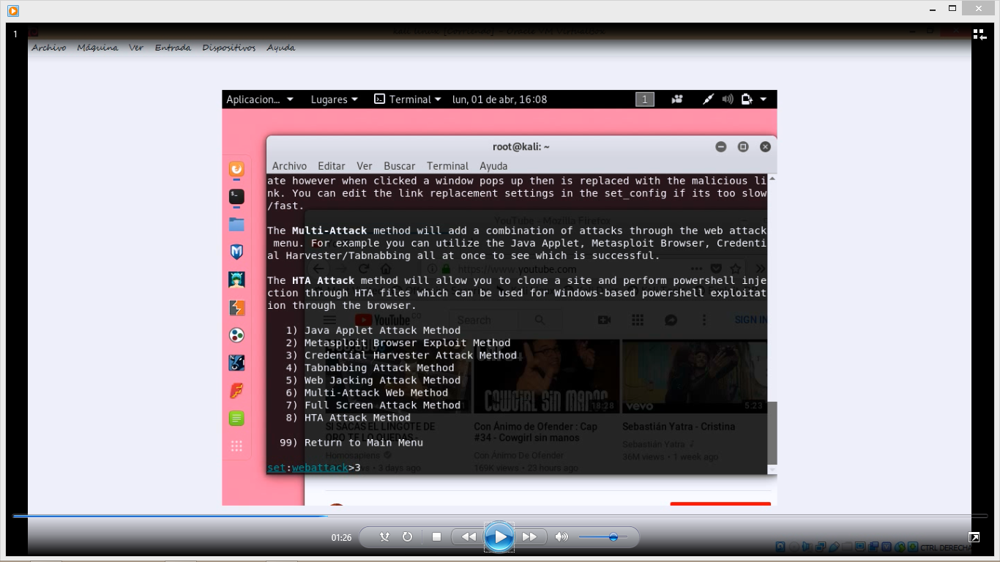 1
Archivo Máquina Ver Entrada Dispositivos Ayuda
Aplicacion... Lugares Terminal lun, 01 de abr, 16:08 1
root@kali: ~
Archivo Editar Ver Buscar Terminal Ayuda
ate however when clicked a window pops up then is replaced with the malicious li
nk. You can edit the link replacement settings in the set_config if its too slow
/fast.
YouTube - Mozilla Firefox
The Multi-Attack method will add a combination of attacks through the web attack
menu. For example you can utilize the Java Applet, Metasploit Browser, Credenti
al Harvester/Tabnabbing all at once to see which is successful.
https://www.youtube.com
The HTA Attack method will allow you to clone a site and perform powershell inje
ction through HTA files which can be used for Windows-based powershell exploitat
ion through the browser.
YouTube CO Search SIGN IN
1) Java Applet Attack Method
2) Metasploit Browser Exploit Method
3) Credential Harvester Attack Method
4) Tabnabbing Attack Method
5) Web Jacking Attack Method
6) Multi-Attack Web Method
7) Full Screen Attack Method
8) HTA Attack Method
COWGIRL SIN MANOS 18:28 vevo 5:23
SI SACAS EL LINGOTE DE
ORO TE LO QUEDAS -
Con Ánimo de Ofender : Cap
#34 - Cowgirl sin manos
Sebastián Yatra - Cristina
99) Return to Main Menu
Homosapiens
Con Animo De Ofender
Sebastián Yatra
36M views • 1 week ago
views • 3 days ago
169K views • 23 hours ago
set:webattack>3
01:26
CTRL DERECHA